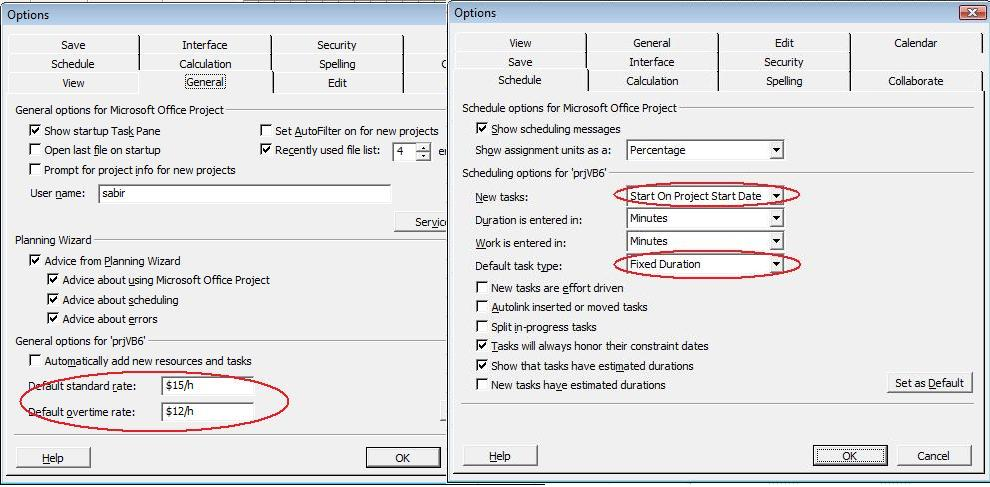 Options
Save Interface Security
Schedule Calculation Spelling C
View General Edit
General options for Microsoft Office Project
Show startup Task Pane Set AutoFilter on for new projects
Open last file on startup Recently used file list: 4
Prompt for project info for new projects
User name: sabir
Servic
Planning Wizard
Advice from Planning Wizard
Advice about using Microsoft Office Project
Advice about scheduling
Advice about errors
General options for 'prjVB6'
Automatically add new resources and tasks
Default standard rate: $15/h
Default overtime rate: $12/h
Help OK
Options
View General Edit Calendar
Save Interface Security
Schedule Calculation Spelling Collaborate
Schedule options for Microsoft Office Project
Show scheduling messages
Show assignment units as a: Percentage
Scheduling options for 'prjVB6'
New tasks: Start On Project Start Date
Duration is entered in: Minutes
Work is entered in: Minutes
Default task type: Fixed Duration
New tasks are effort driven
Autolink inserted or moved tasks
Split in-progress tasks
Tasks will always honor their constraint dates
Show that tasks have estimated durations
New tasks have estimated durations Set as Default
Help OK Cancel